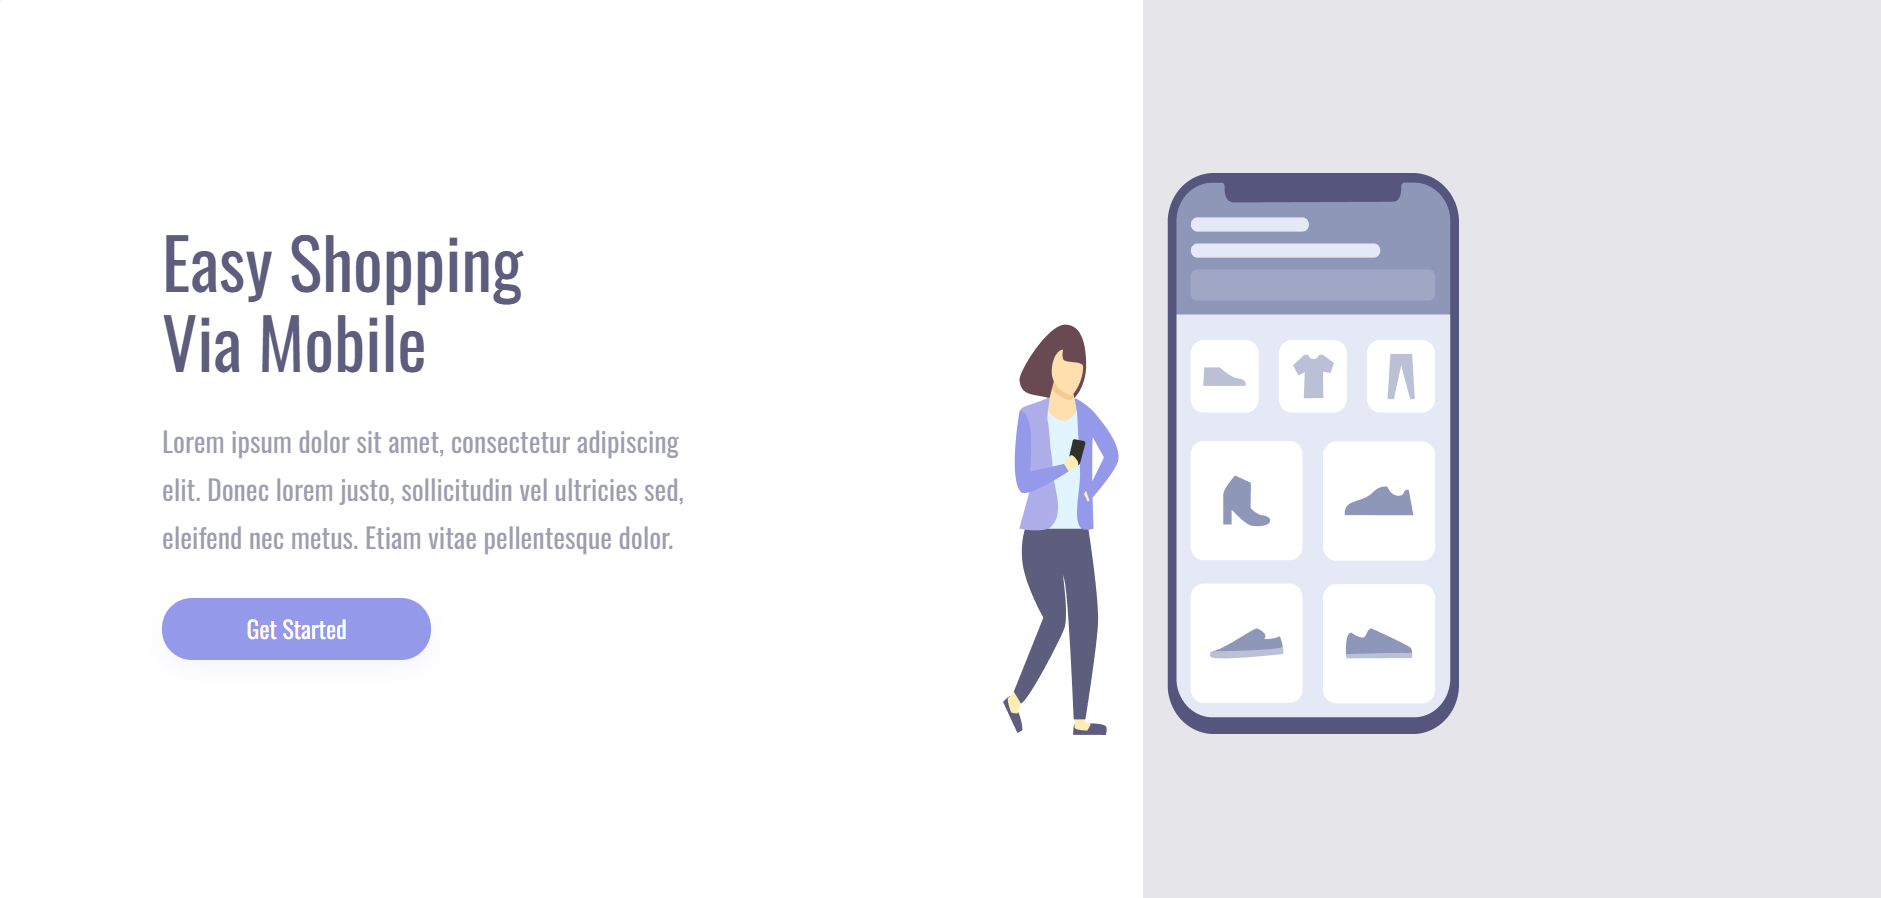 Easy Shopping
Via Mobile
Lorem ipsum dolor sit amet, consectetur adipiscing
elit. Donec lorem justo, sollicitudin vel ultricies sed,
eleifend nec metus. Etiam vitae pellentesque dolor.
Get Started